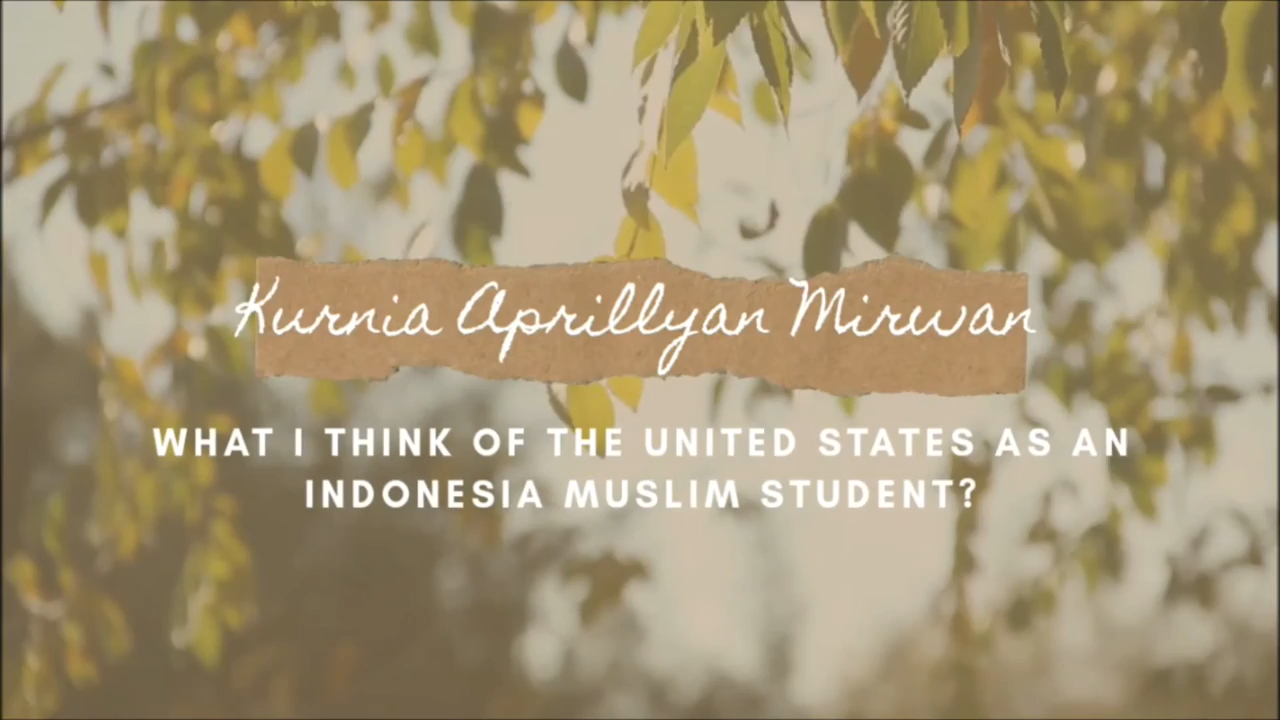 Kurnia Aprillyan Mirwan
WHAT I THINK OF THE UNITED STATES AS AN
INDONESIA MUSLIM STUDENT?